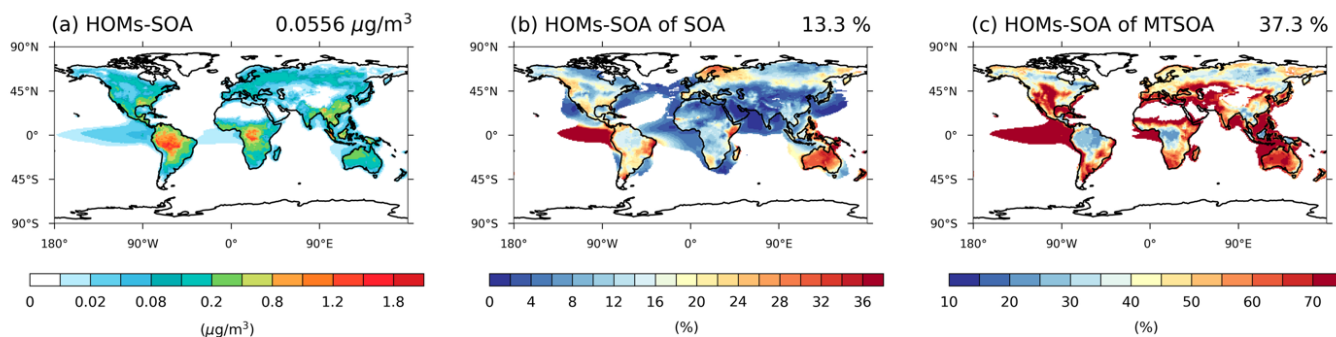 (a) HOMs-SOA 0.0556 μg/m³
90°N
45°N
0°
45°S
90°S
180° 90°W 0° 90°E
0 0.02 0.08 0.2 0.8 1.2 1.8
(μg/m³)
(b) HOMs-SOA of SOA 13.3 %
90°N
45°N
0°
45°S
90°S
180° 90°W 0° 90°E
0 4 8 12 16 20 24 28 32 36
(%)
(c) HOMs-SOA of MTSOA 37.3 %
90°N
45°N
0°
45°S
90°S
180° 90°W 0° 90°E
10 20 30 40 50 60 70
(%)